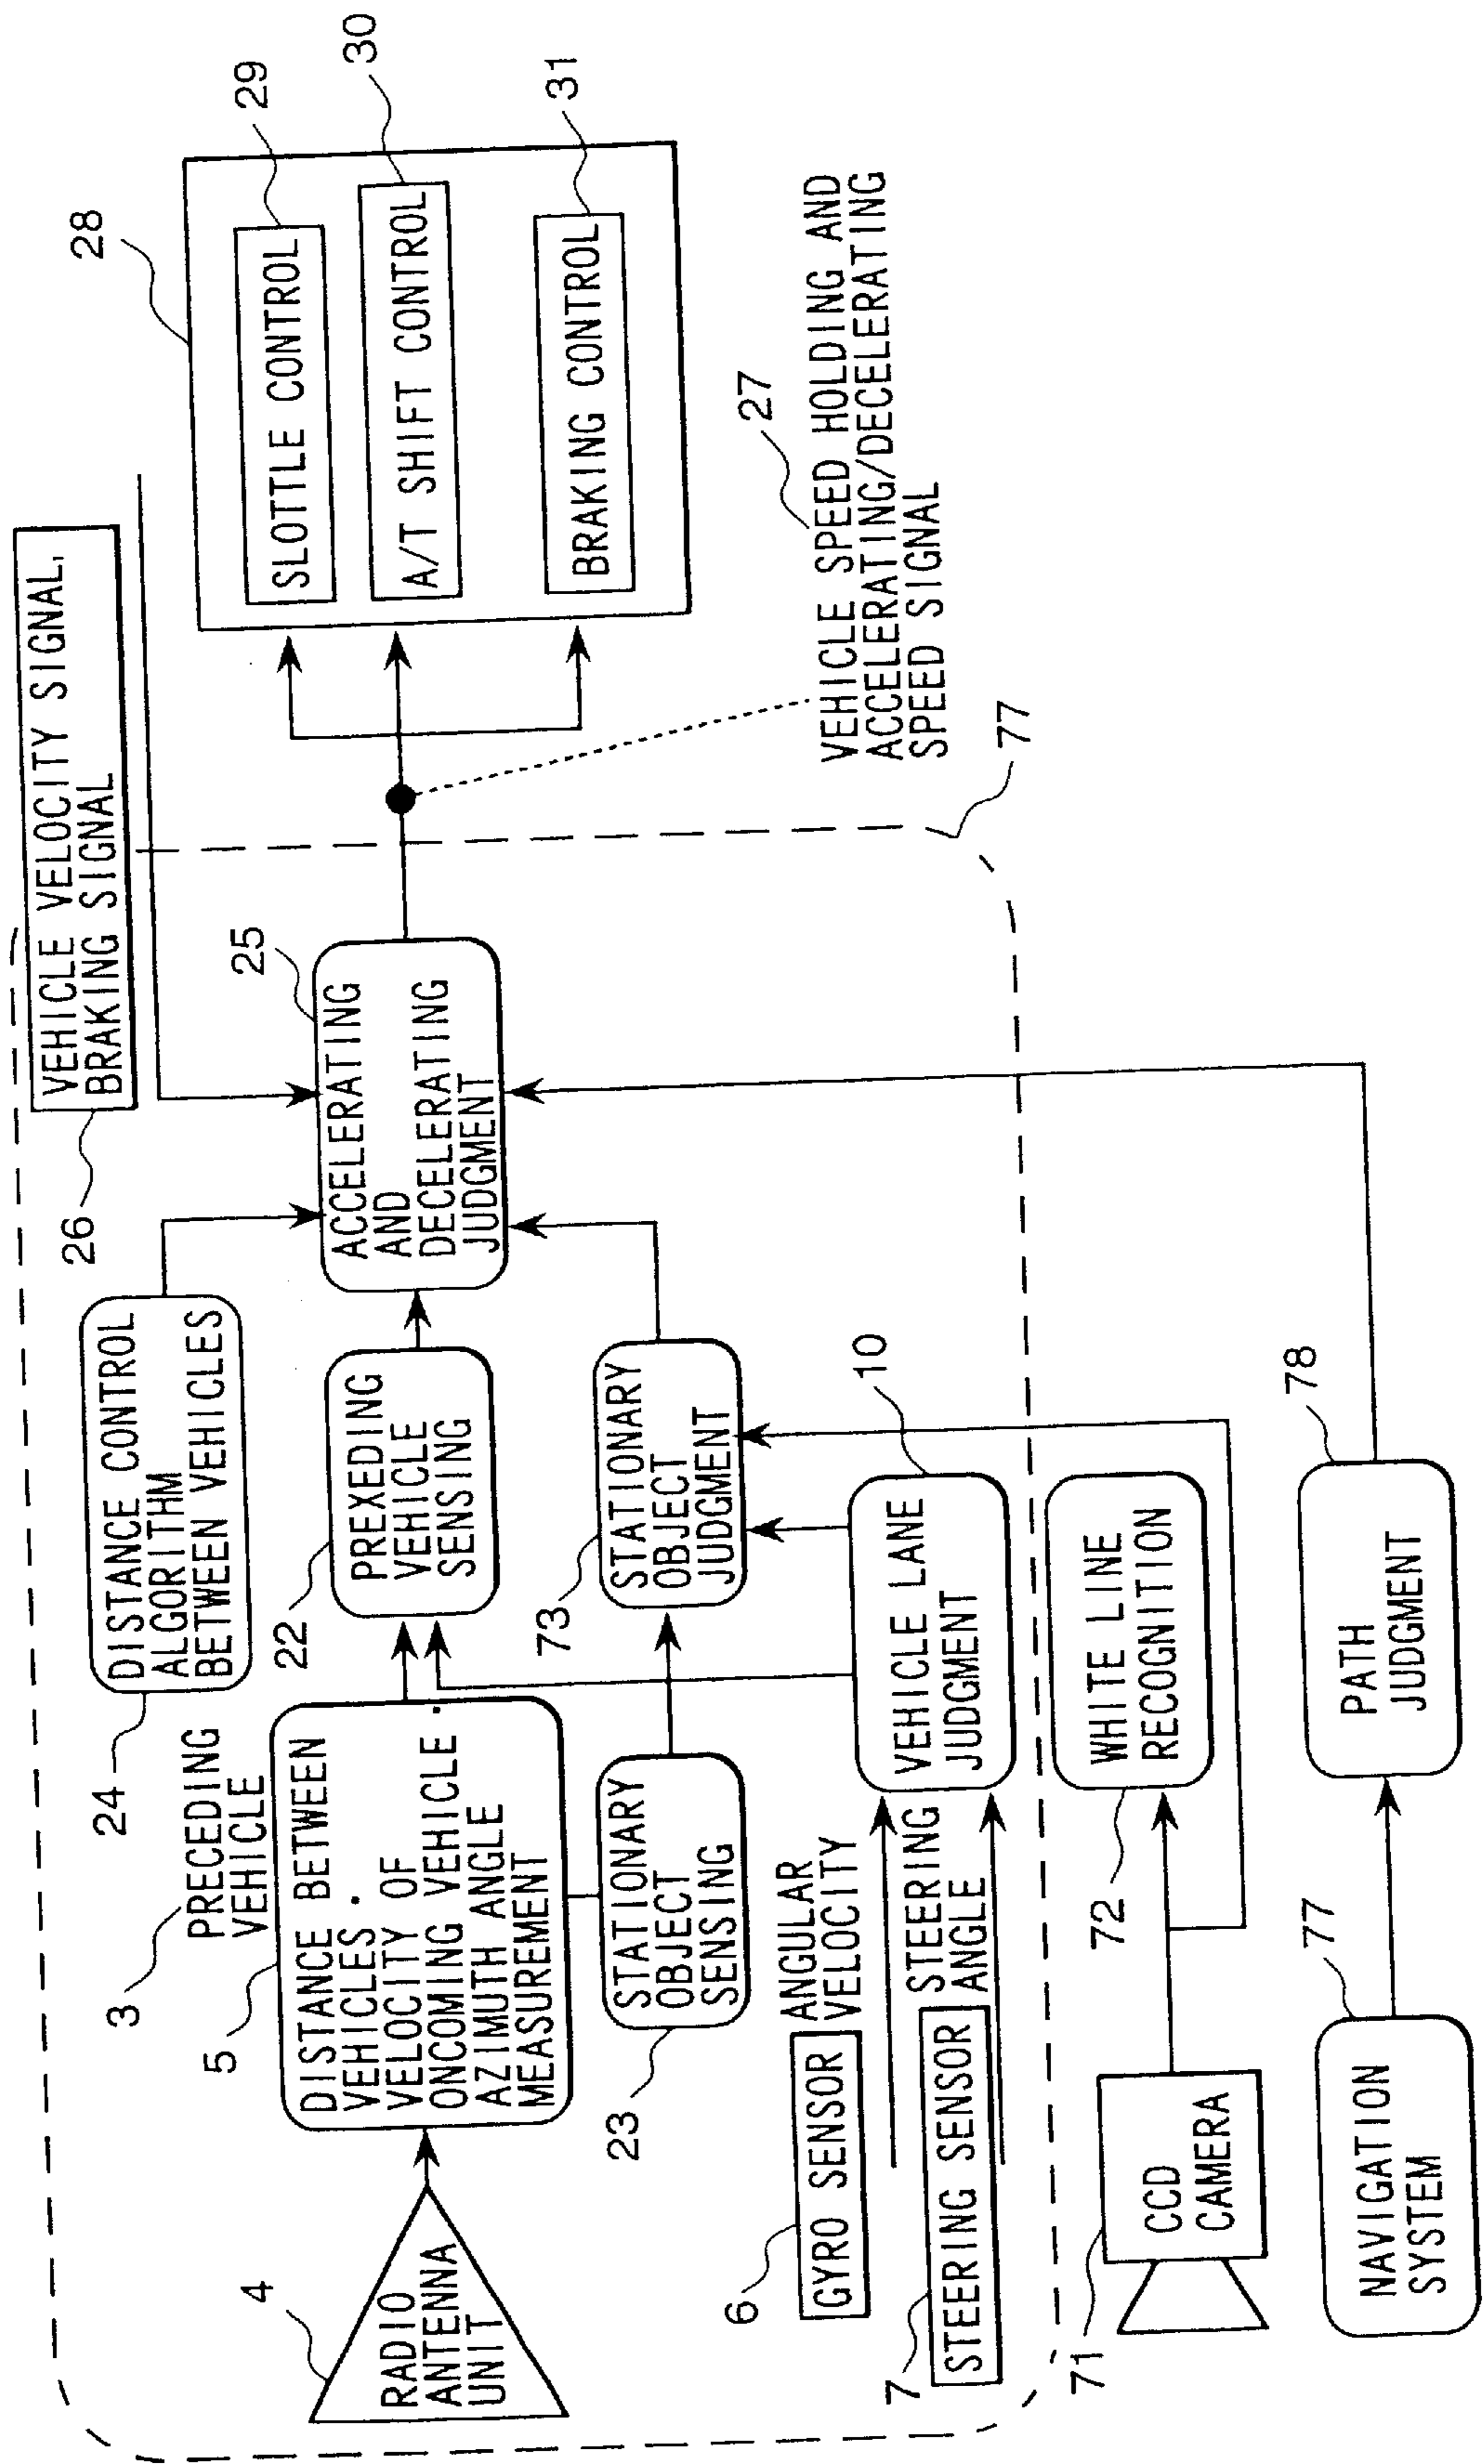 26
VEHICLE VELOCITY SIGNAL,
BRAKING SIGNAL
28
29
SLOTTLE CONTROL
30
A/T SHIFT CONTROL
31
BRAKING CONTROL
24
DISTANCE CONTROL
ALGORITHM
BETWEEN VEHICLES
3
PRECEDING
VEHICLE
25
ACCELERATING
AND
DECELERATING
JUDGMENT
27
VEHICLE SPEED HOLDING AND
ACCELERATING/DECELERATING
SPEED SIGNAL
77
4
RADIO
ANTENNA
UNIT
5
DISTANCE BETWEEN
VEHICLES .
VELOCITY OF
ONCOMING VEHICLE .
AZIMUTH ANGLE
MEASUREMENT
22
PREXEDING
VEHICLE
SENSING
23
STATIONARY
OBJECT
SENSING
73
STATIONARY
OBJECT
JUDGMENT
6
GYRO SENSOR
ANGULAR
VELOCITY
7
STEERING SENSOR
STEERING
ANGLE
10
VEHICLE LANE
JUDGMENT
71
CCD
CAMERA
72
WHITE LINE
RECOGNITION
77
NAVIGATION
SYSTEM
78
PATH
JUDGMENT